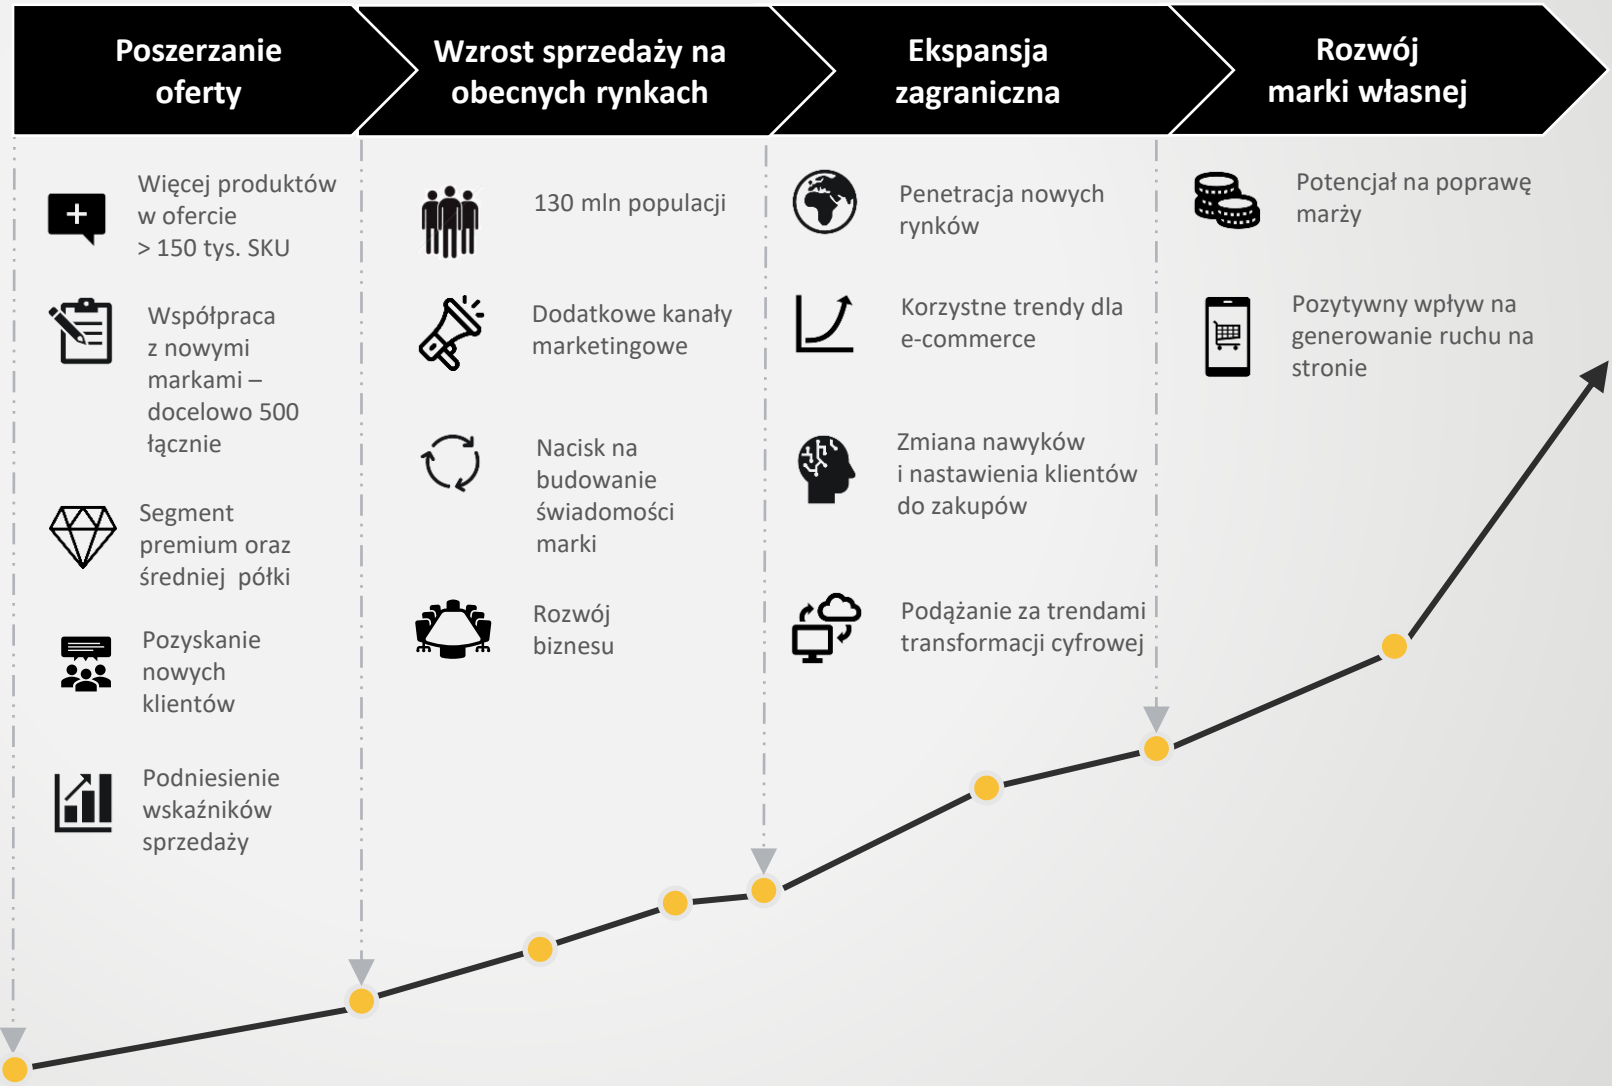 Poszerzanie
oferty
Wzrost sprzedaży na
obecnych rynkach
Ekspansja
zagraniczna
Rozwój
marki własnej
Więcej produktów
w ofercie
> 150 tys. SKU
Współpraca
z nowymi
markami –
docelowo 500
łącznie
Segment
premium oraz
średniej półki
Pozyskanie
nowych
klientów
Podniesienie
wskaźników
sprzedaży
130 mln populacji
Dodatkowe kanały
marketingowe
Nacisk na
budowanie
świadomości
marki
Rozwój
biznesu
Penetracja nowych
rynków
Korzystne trendy dla
e-commerce
Zmiana nawyków
i nastawienia klientów
do zakupów
Podążanie za trendami
transformacji cyfrowej
Potencjał na poprawę
marży
Pozytywny wpływ na
generowanie ruchu na
stronie